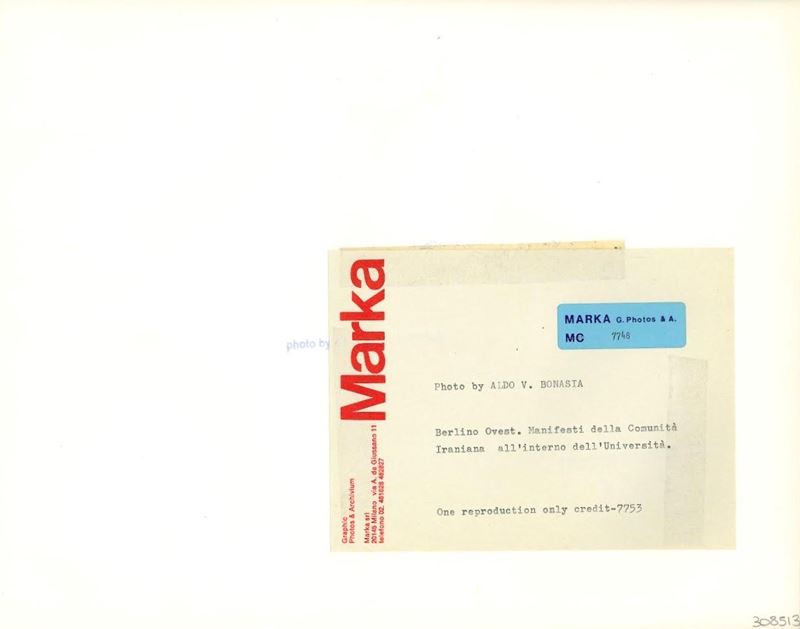 photo by
Marka
Graphic
Photos & Archivium
Marka srl
20145 Milano via A. da Giussano 11
telefono 02. 481628 482827
MARKA G. Photos & A.
MC 7748
Photo by ALDO V. BONASIA
Berlino Ovest. Manifesti della Comunità
Iraniana all'interno dell'Università.
One reproduction only credit-7753
308513